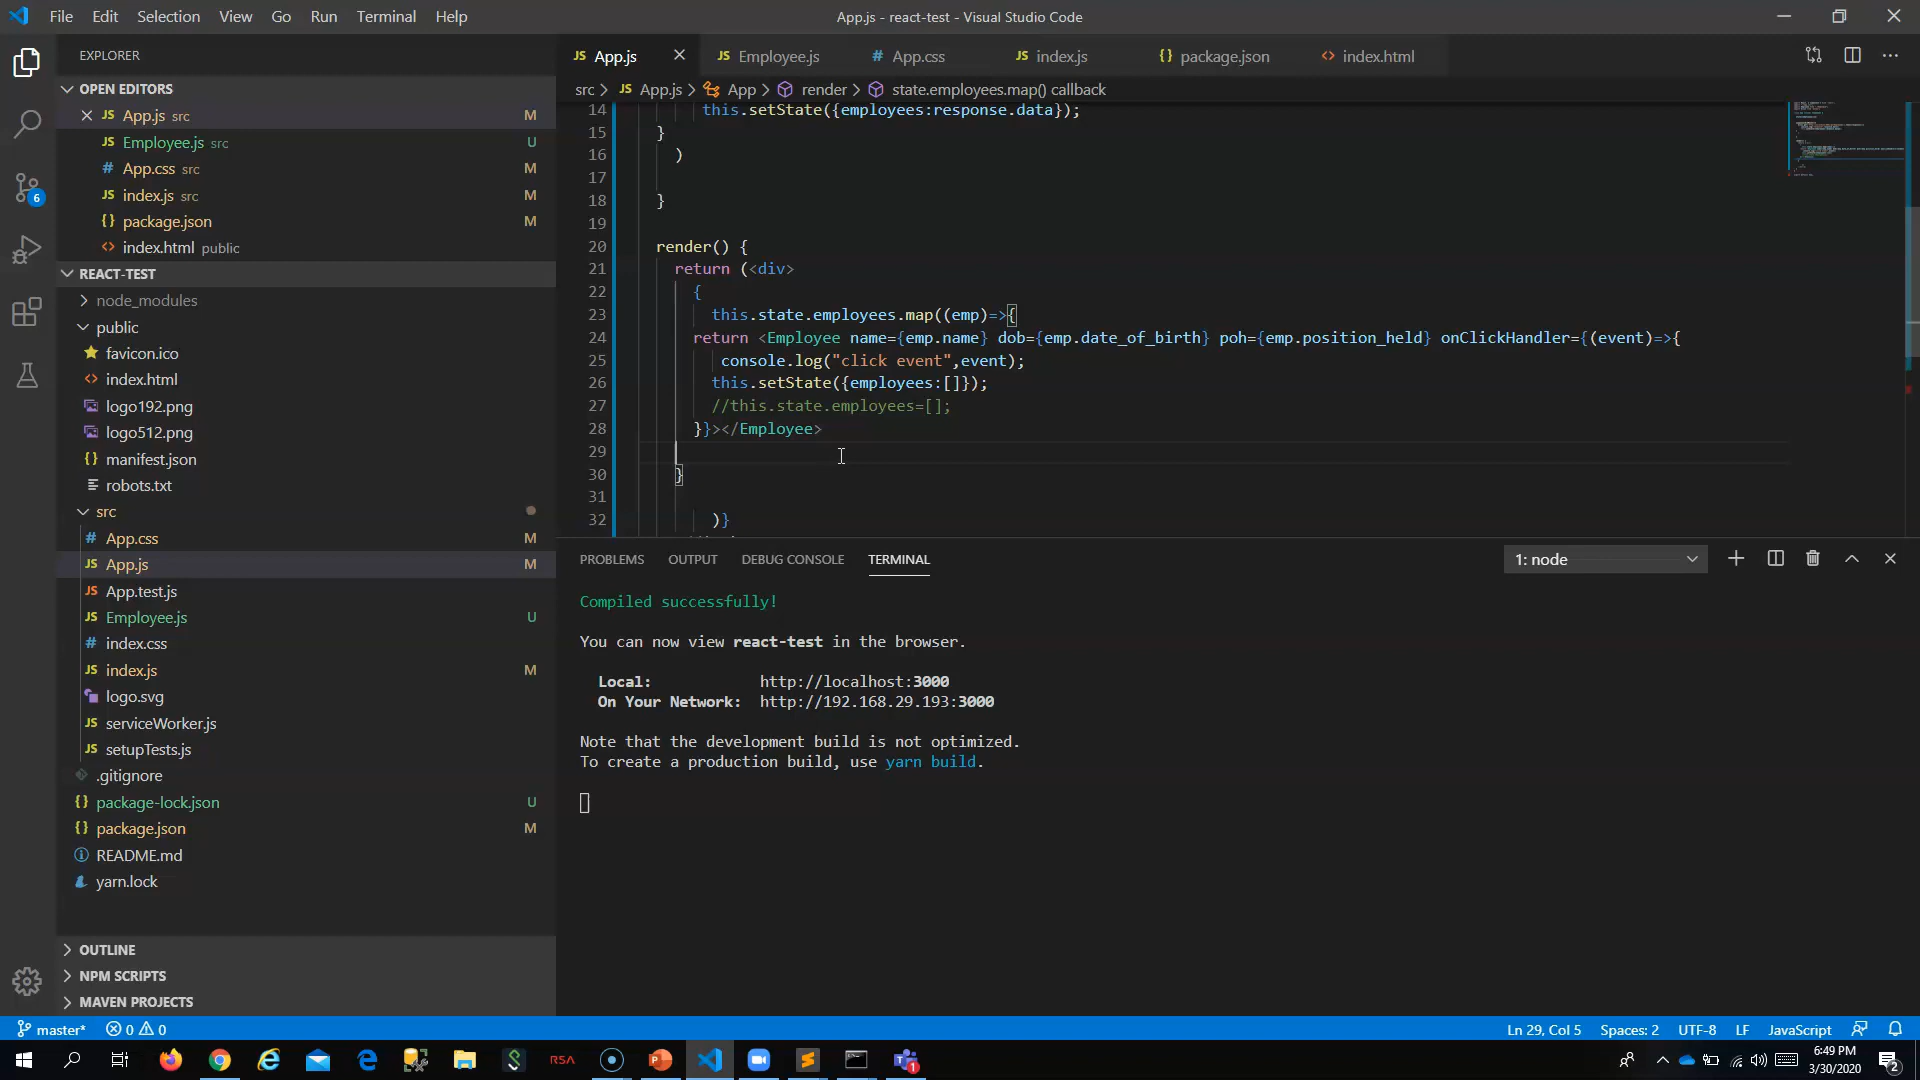 File Edit Selection View Go Run Terminal Help
App.js - react-test - Visual Studio Code
EXPLORER
OPEN EDITORS
App.js src M
Employee.js src U
App.css src M
index.js src M
package.json M
index.html public
REACT-TEST
node_modules
public
favicon.ico
index.html
logo192.png
logo512.png
manifest.json
robots.txt
src
App.css M
App.js M
App.test.js
Employee.js U
index.css
index.js M
logo.svg
serviceWorker.js
setupTests.js
.gitignore
package-lock.json U
package.json M
README.md
yarn.lock
OUTLINE
NPM SCRIPTS
MAVEN PROJECTS
6
App.js Employee.js App.css index.js package.json index.html
src > App.js > App > render > state.employees.map() callback
14 this.setState({employees:response.data});
15 }
16 )
17
18 }
19
20 render() {
21 return (<div>
22 {
23 this.state.employees.map((emp)=>{
24 return <Employee name={emp.name} dob={emp.date_of_birth} poh={emp.position_held} onClickHandler={(event)=>{
25 console.log("click event",event);
26 this.setState({employees:[]});
27 //this.state.employees=[];
28 }}></Employee>
29
30 }
31
32 )}
PROBLEMS OUTPUT DEBUG CONSOLE TERMINAL
1: node
Compiled successfully!
You can now view react-test in the browser.
Local: http://localhost:3000
On Your Network: http://192.168.29.193:3000
Note that the development build is not optimized.
To create a production build, use yarn build.
master* 0 0
Ln 29, Col 5 Spaces: 2 UTF-8 LF JavaScript
RSA
1
6:49 PM
3/30/2020
2